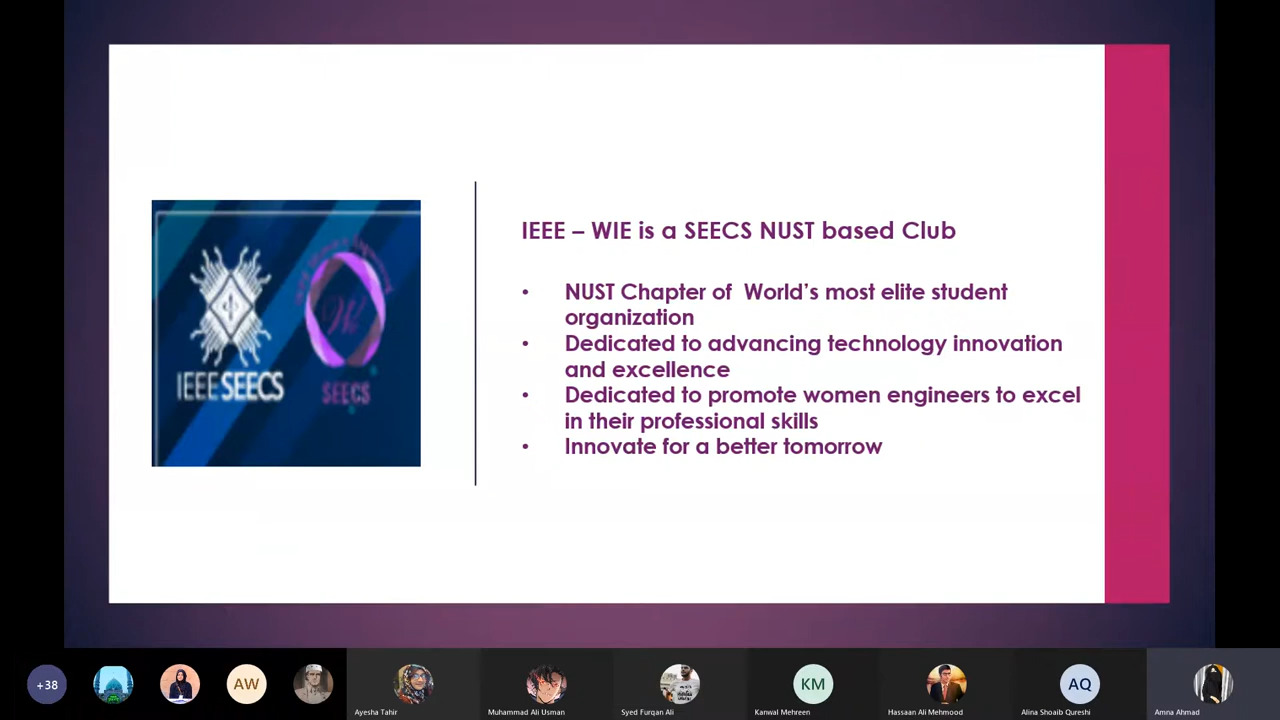 IEEE – WIE is a SEECS NUST based Club
• NUST Chapter of World's most elite student
organization
• Dedicated to advancing technology innovation
and excellence
• Dedicated to promote women engineers to excel
in their professional skills
• Innovate for a better tomorrow
IEEE SEECS
SEECS
+38
AW
KM
AQ
Ayesha Tahir
Muhammad Ali Usman
Syed Furqan Ali
Kanwal Mehreen
Hassaan Ali Mehmood
Alina Shoaib Qureshi
Amna Ahmad